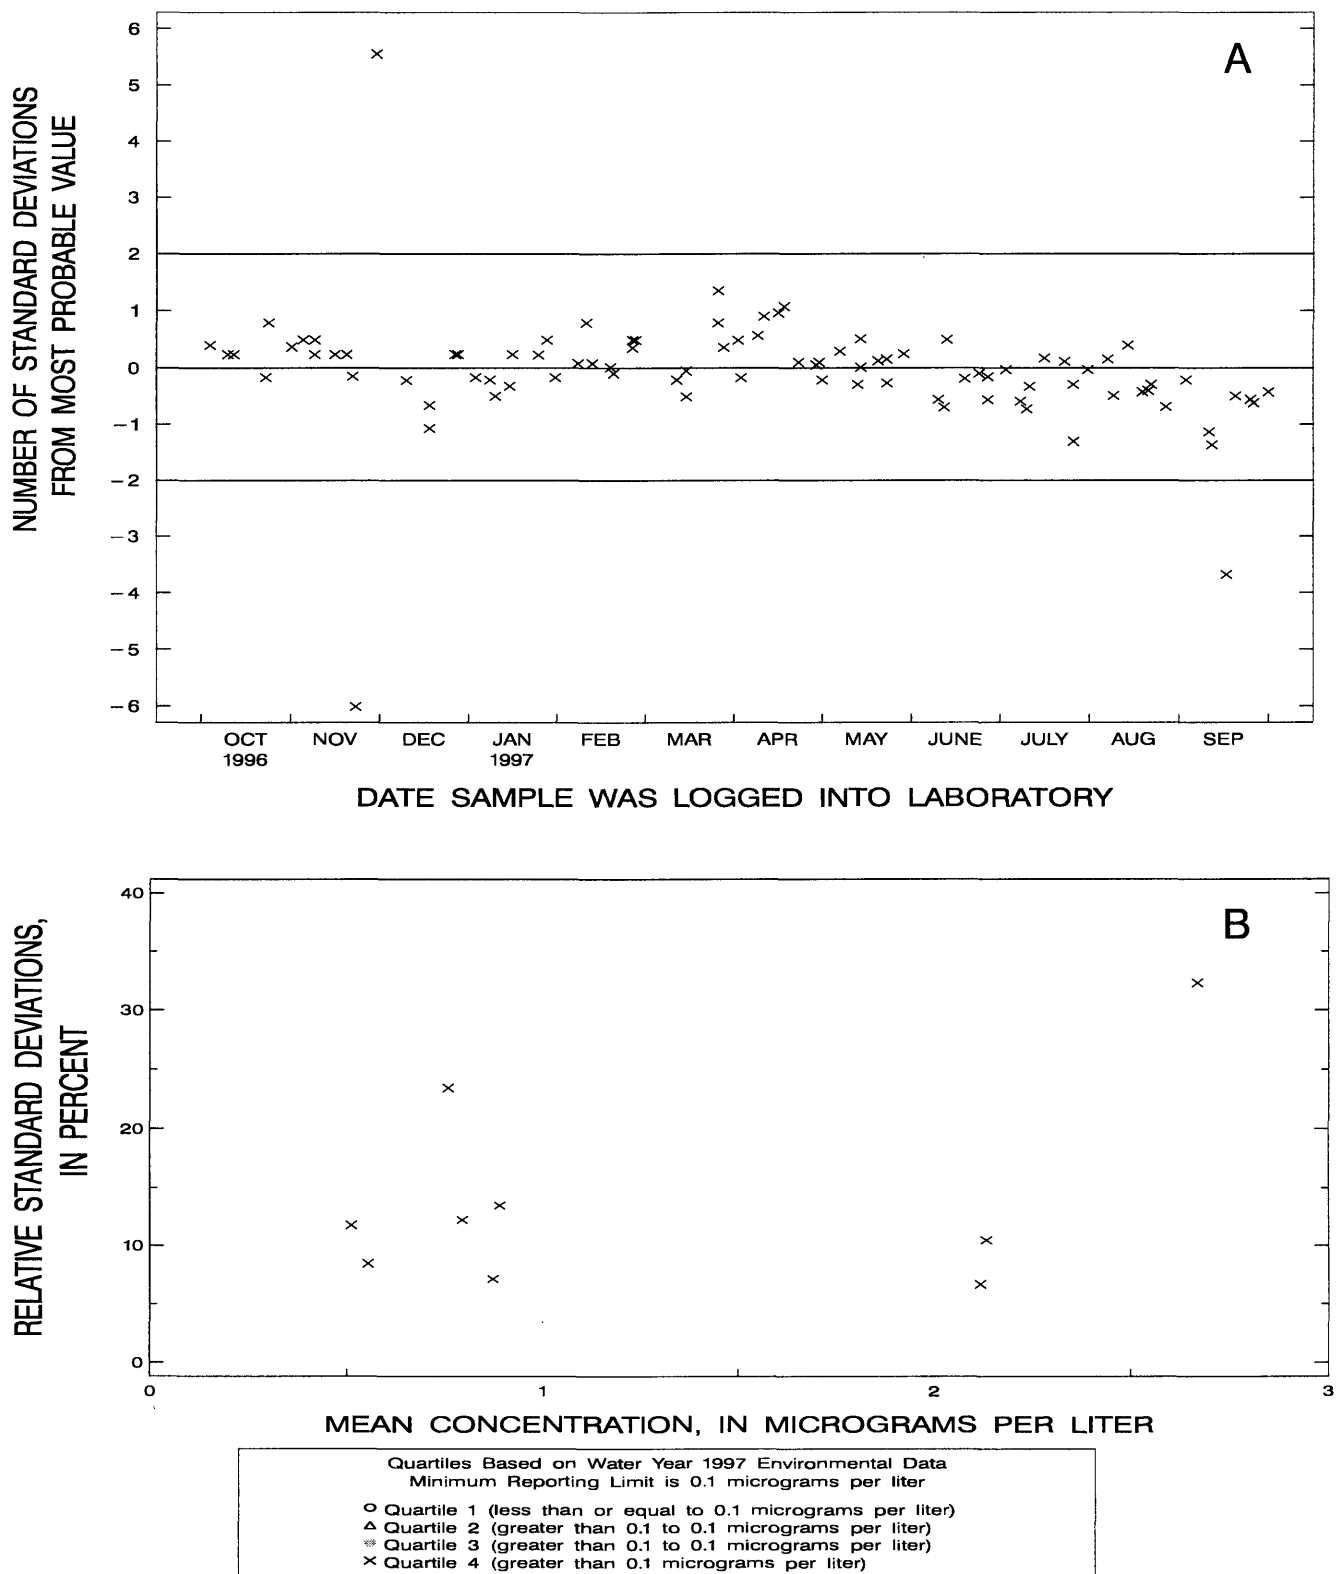 A
NUMBER OF STANDARD DEVIATIONS
FROM MOST PROBABLE VALUE
6
5
4
3
2
1
0
−1
−2
−3
−4
−5
−6
OCT NOV DEC JAN FEB MAR APR MAY JUNE JULY AUG SEP
1996 1997
DATE SAMPLE WAS LOGGED INTO LABORATORY
B
RELATIVE STANDARD DEVIATIONS,
IN PERCENT
40
30
20
10
0
0 1 2 3
MEAN CONCENTRATION, IN MICROGRAMS PER LITER
Quartiles Based on Water Year 1997 Environmental Data
Minimum Reporting Limit is 0.1 micrograms per liter
Quartile 1 (less than or equal to 0.1 micrograms per liter)
Quartile 2 (greater than 0.1 to 0.1 micrograms per liter)
Quartile 3 (greater than 0.1 to 0.1 micrograms per liter)
Quartile 4 (greater than 0.1 micrograms per liter)